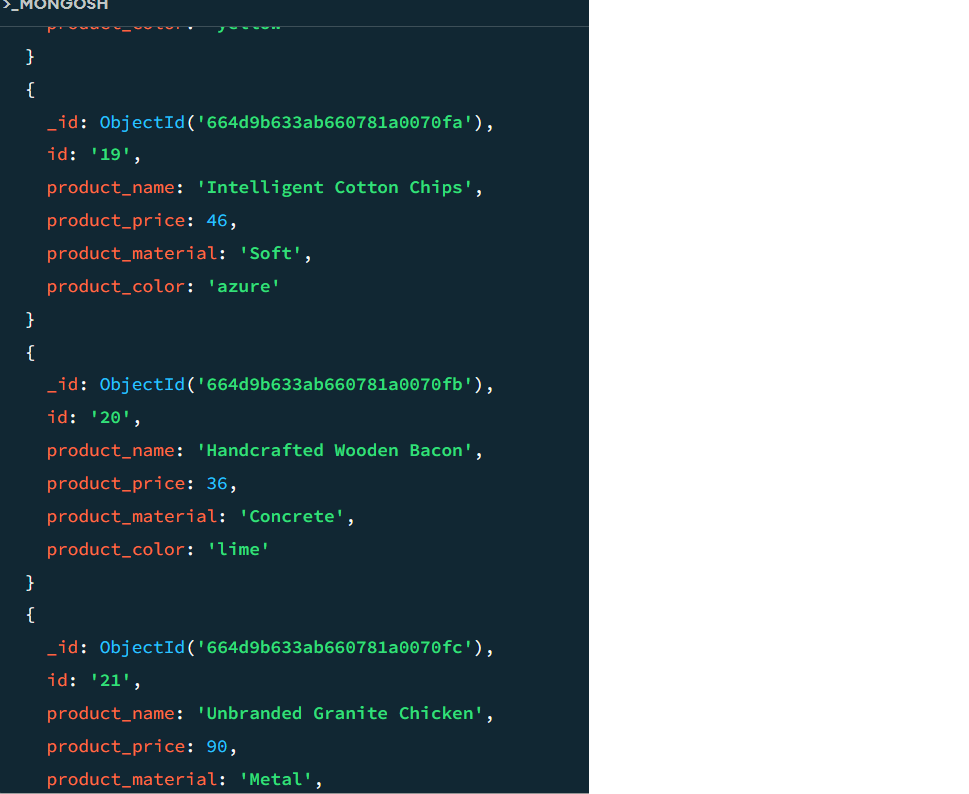 >_MONGOSH
product_color: 'yellow'
}
{
_id: ObjectId('664d9b633ab660781a0070fa'),
id: '19',
product_name: 'Intelligent Cotton Chips',
product_price: 46,
product_material: 'Soft',
product_color: 'azure'
}
{
_id: ObjectId('664d9b633ab660781a0070fb'),
id: '20',
product_name: 'Handcrafted Wooden Bacon',
product_price: 36,
product_material: 'Concrete',
product_color: 'lime'
}
{
_id: ObjectId('664d9b633ab660781a0070fc'),
id: '21',
product_name: 'Unbranded Granite Chicken',
product_price: 90,
product_material: 'Metal',